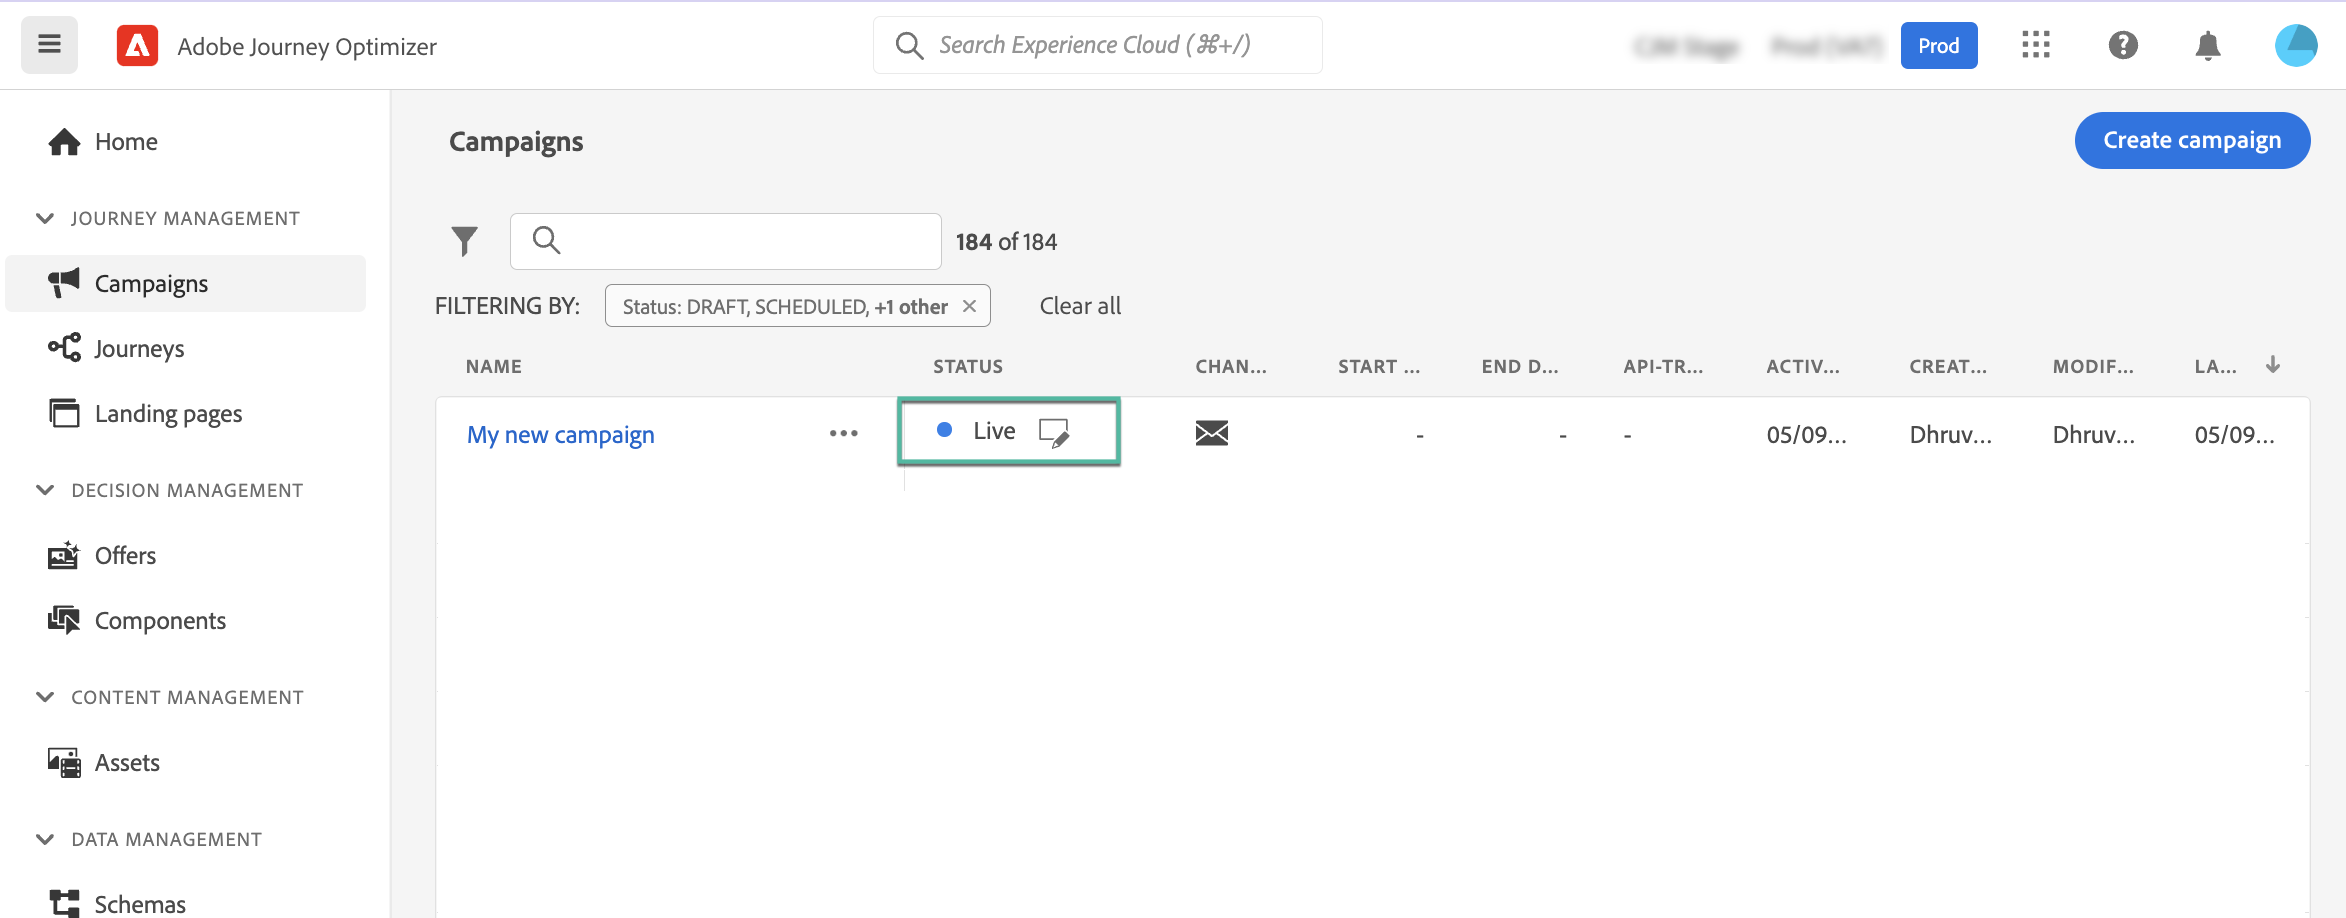 Adobe Journey Optimizer
Search Experience Cloud (⌘+/)
Prod
Home
JOURNEY MANAGEMENT
Campaigns
Journeys
Landing pages
DECISION MANAGEMENT
Offers
Components
CONTENT MANAGEMENT
Assets
DATA MANAGEMENT
Schemas
Campaigns
Create campaign
184 of 184
FILTERING BY: Status: DRAFT, SCHEDULED, +1 other Clear all
NAME STATUS CHAN... START ... END D... API-TR... ACTIV... CREAT... MODIF... LA...
My new campaign Live - - - 05/09... Dhruv... Dhruv... 05/09...